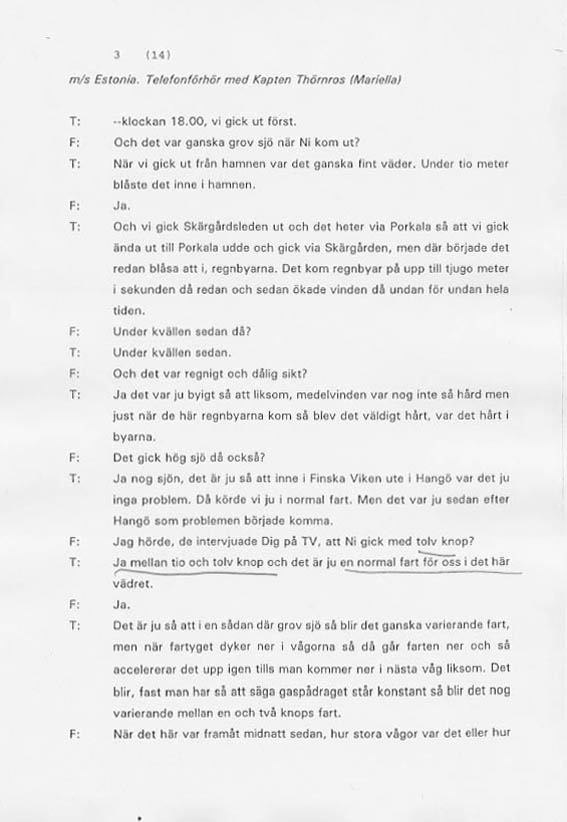 3 (14)
m/s Estonia. Telefonförhör med Kapten Thörnros (Mariella)
T: --klockan 18.00, vi gick ut först.
F: Och det var ganska grov sjö när Ni kom ut?
T: När vi gick ut från hamnen var det ganska fint väder. Under tio meter
blåste det inne i hamnen.
F: Ja.
T: Och vi gick Skärgårdsleden ut och det heter via Porkala så att vi gick
ända ut till Porkala udde och gick via Skärgården, men där började det
redan blåsa att i, regnbyarna. Det kom regnbyar på upp till tjugo meter
i sekunden då redan och sedan ökade vinden då undan för undan hela
tiden.
F: Under kvällen sedan då?
T: Under kvällen sedan.
F: Och det var regnigt och dålig sikt?
T: Ja det var ju byigt så att liksom, medelvinden var nog inte så hård men
just när de här regnbyarna kom så blev det väldigt hårt, var det hårt i
byarna.
F: Det gick hög sjö då också?
T: Ja nog sjön, det är ju så att inne i Finska Viken ute i Hangö var det ju
inga problem. Då körde vi ju i normal fart. Men det var ju sedan efter
Hangö som problemen började komma.
F: Jag hörde, de intervjuade Dig på TV, att Ni gick med tolv knop?
T: Ja mellan tio och tolv knop och det är ju en normal fart för oss i det här
vädret.
F: Ja.
T: Det är ju så att i en sådan där grov sjö så blir det ganska varierande fart,
men när fartyget dyker ner i vågorna så då går farten ner och så
accelererar det upp igen tills man kommer ner i nästa våg liksom. Det
blir, fast man har så att säga gaspådraget står konstant så blir det nog
varierande mellan en och två knops fart.
F: När det här var framåt midnatt sedan, hur stora vågor var det eller hur